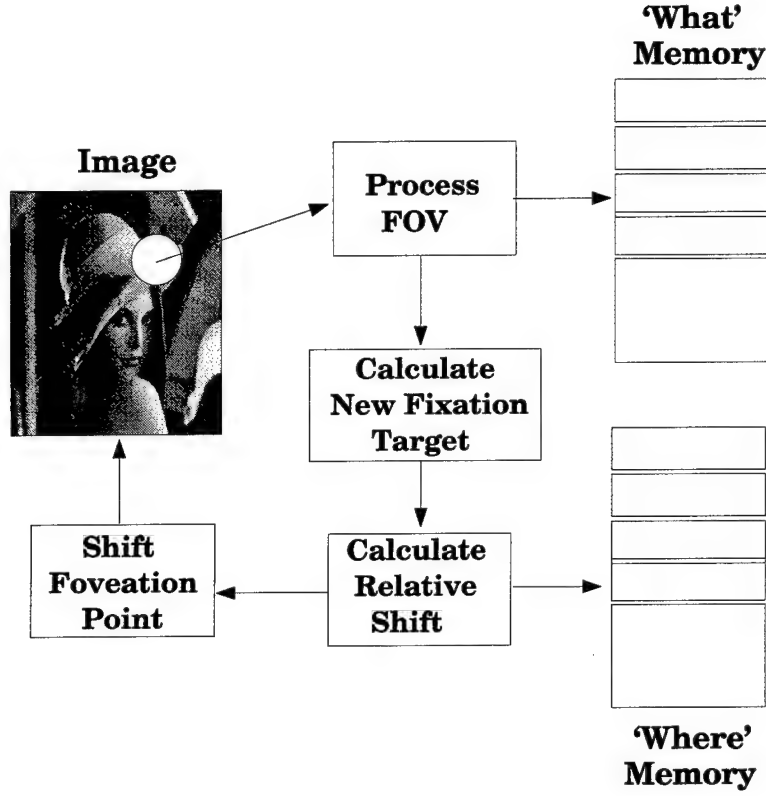 ‘What’
Memory
Image
Process
FOV
Calculate
New Fixation
Target
Shift
Foveation
Point
Calculate
Relative
Shift
‘Where’
Memory